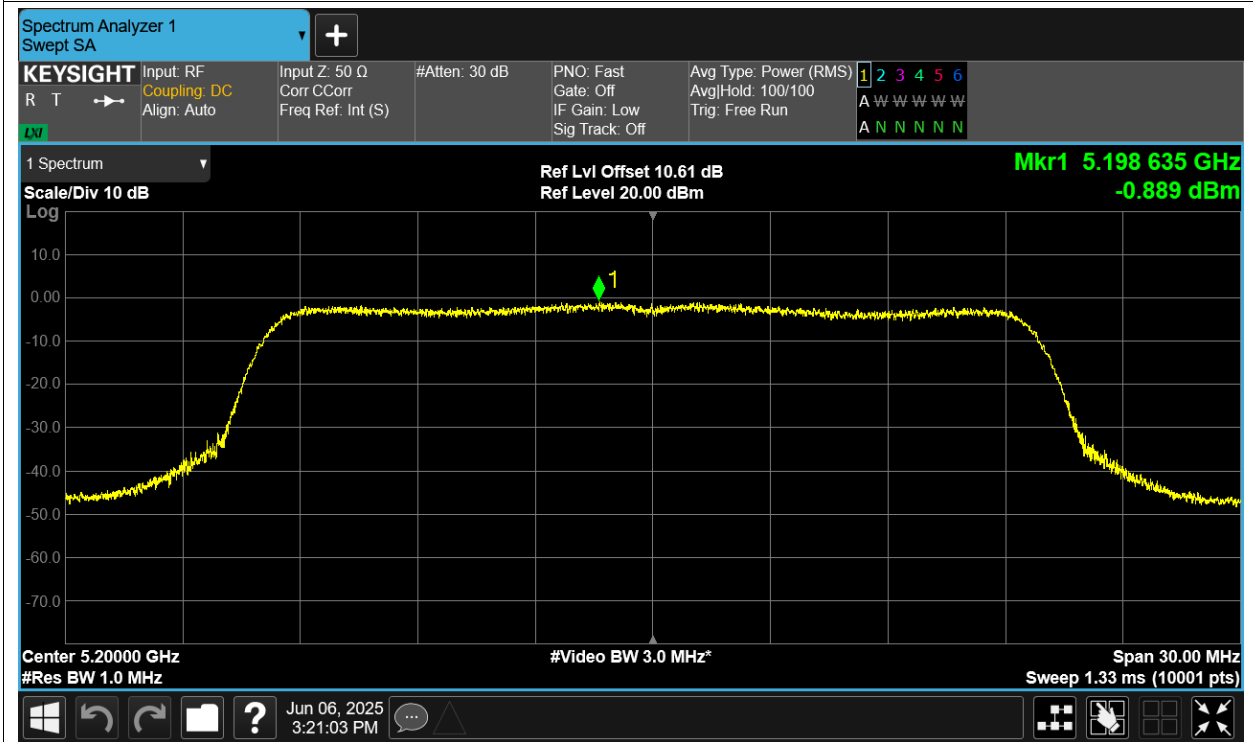 Spectrum Analyzer 1
Swept SA
+
KEYSIGHT
R T
LXI
Input: RF
Coupling: DC
Align: Auto
Input Z: 50 Ω
Corr CCorr
Freq Ref: Int (S)
#Atten: 30 dB
PNO: Fast
Gate: Off
IF Gain: Low
Sig Track: Off
Avg Type: Power (RMS)
Avg|Hold: 100/100
Trig: Free Run
1 2 3 4 5 6
A W W W W W
A N N N N N
1 Spectrum
Scale/Div 10 dB
Ref Lvl Offset 10.61 dB
Ref Level 20.00 dBm
Mkr1 5.198 635 GHz
-0.889 dBm
Log
10.0
0.00
-10.0
-20.0
-30.0
-40.0
-50.0
-60.0
-70.0
1
Center 5.20000 GHz
#Res BW 1.0 MHz
#Video BW 3.0 MHz*
Span 30.00 MHz
Sweep 1.33 ms (10001 pts)
?
Jun 06, 2025
3:21:03 PM